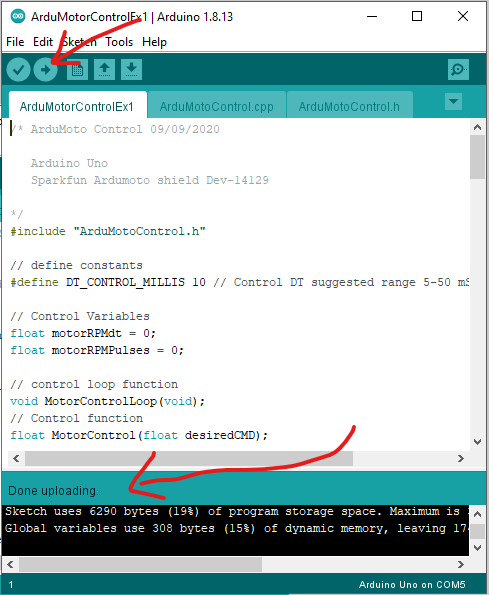 ArduMotorControlEx1 | Arduino 1.8.13
File Edit Sketch Tools Help
ArduMotorControlEx1 ArduMotoControl.cpp ArduMotoControl.h
/* ArduMoto Control 09/09/2020
Arduino Uno
Sparkfun Ardumoto shield Dev-14129
*/
#include "ArduMotoControl.h"
// define constants
#define DT_CONTROL_MILLIS 10 // Control DT suggested range 5-50 mS
// Control Variables
float motorRPMdt = 0;
float motorRPMPulses = 0;
// control loop function
void MotorControlLoop(void);
// Control function
float MotorControl(float desiredCMD);
Done uploading.
Sketch uses 6290 bytes (19%) of program storage space. Maximum is
Global variables use 308 bytes (15%) of dynamic memory, leaving 174
1 Arduino Uno on COM5